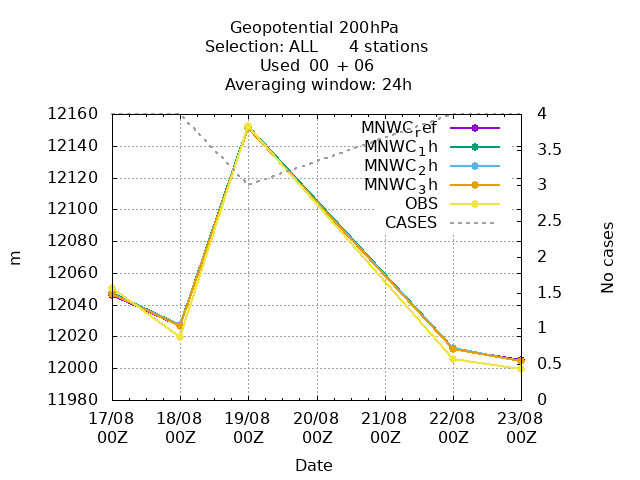 Geopotential 200hPa
Selection: ALL      4 stations
Used  00  + 06
Averaging window: 24h
12160
12140
12120
12100
12080
12060
12040
12020
12000
11980
m
4
3.5
3
2.5
2
1.5
1
0.5
0
No cases
MNWC_ref
MNWC_1h
MNWC_2h
MNWC_3h
OBS
CASES
17/08 18/08 19/08 20/08 21/08 22/08 23/08
00Z 00Z 00Z 00Z 00Z 00Z 00Z
Date